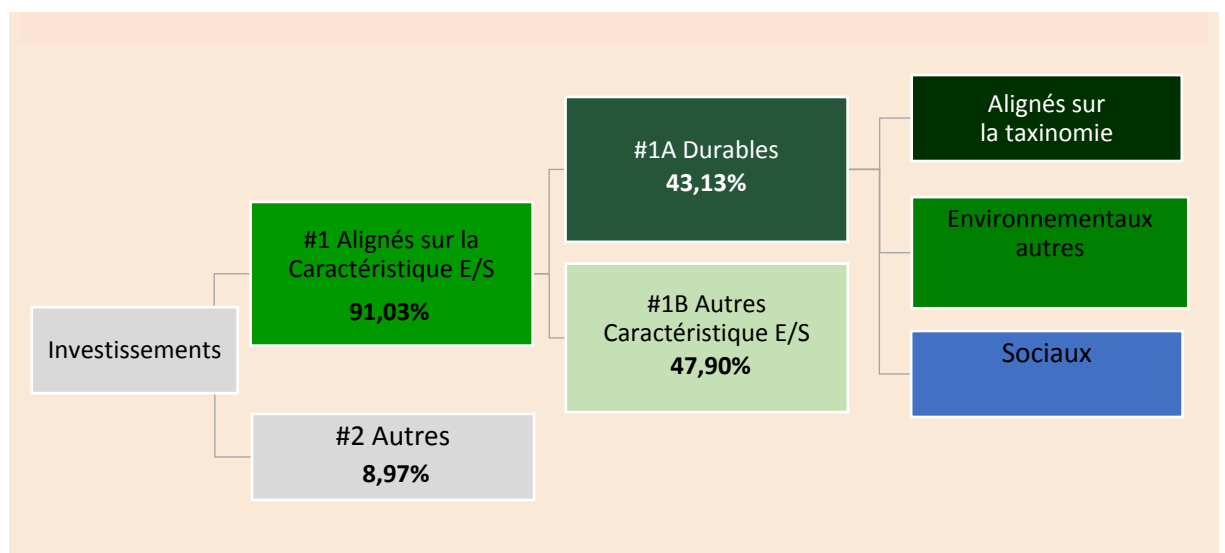 Investissements
#1 Alignés sur la
Caractéristique E/S
91,03%
#2 Autres
8,97%
#1A Durables
43,13%
#1B Autres
Caractéristique E/S
47,90%
Alignés sur
la taxinomie
Environnementaux
autres
Sociaux